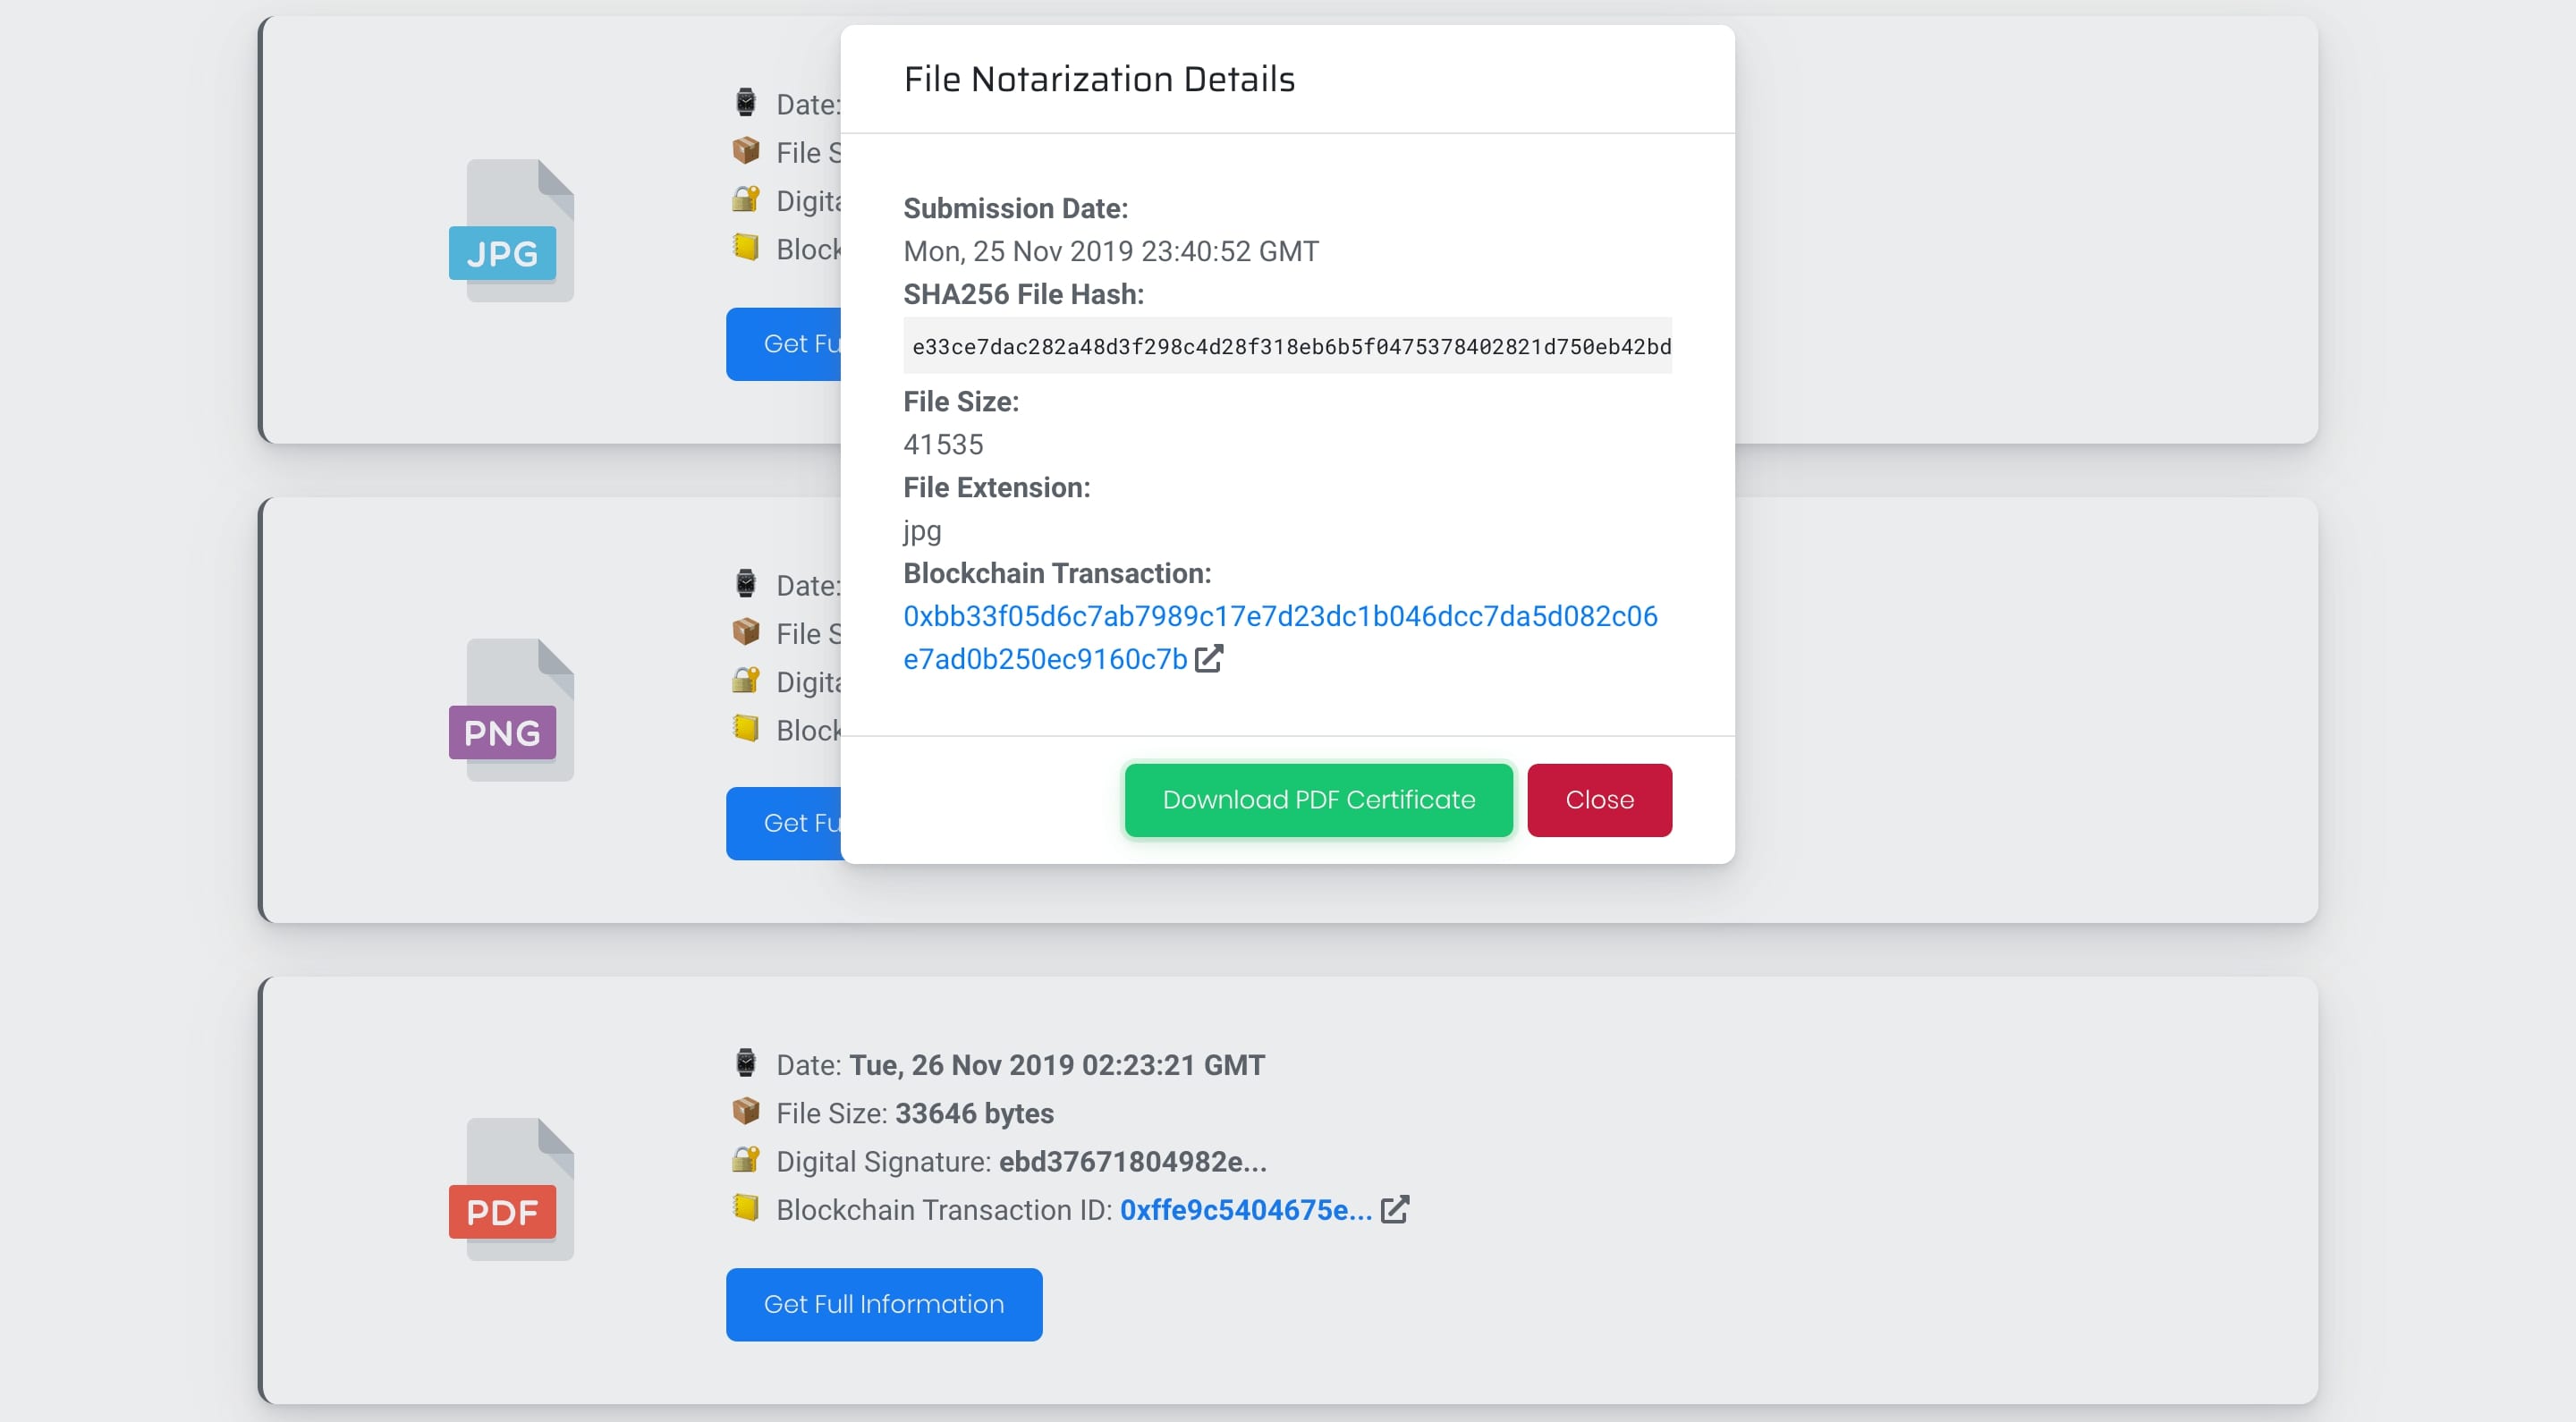 File Notarization Details
Submission Date:
Mon, 25 Nov 2019 23:40:52 GMT
SHA256 File Hash:
e33ce7dac282a48d3f298c4d28f318eb6b5f0475378402821d750eb42bd
File Size:
41535
File Extension:
jpg
Blockchain Transaction:
0xbb33f05d6c7ab7989c17e7d23dc1b046dcc7da5d082c06
e7ad0b250ec9160c7b
Download PDF Certificate
Close
JPG
Date:
File S
Digita
Block
Get Fu
PNG
Date:
File S
Digita
Block
Get Fu
PDF
Date: Tue, 26 Nov 2019 02:23:21 GMT
File Size: 33646 bytes
Digital Signature: ebd37671804982e...
Blockchain Transaction ID: 0xffe9c5404675e...
Get Full Information